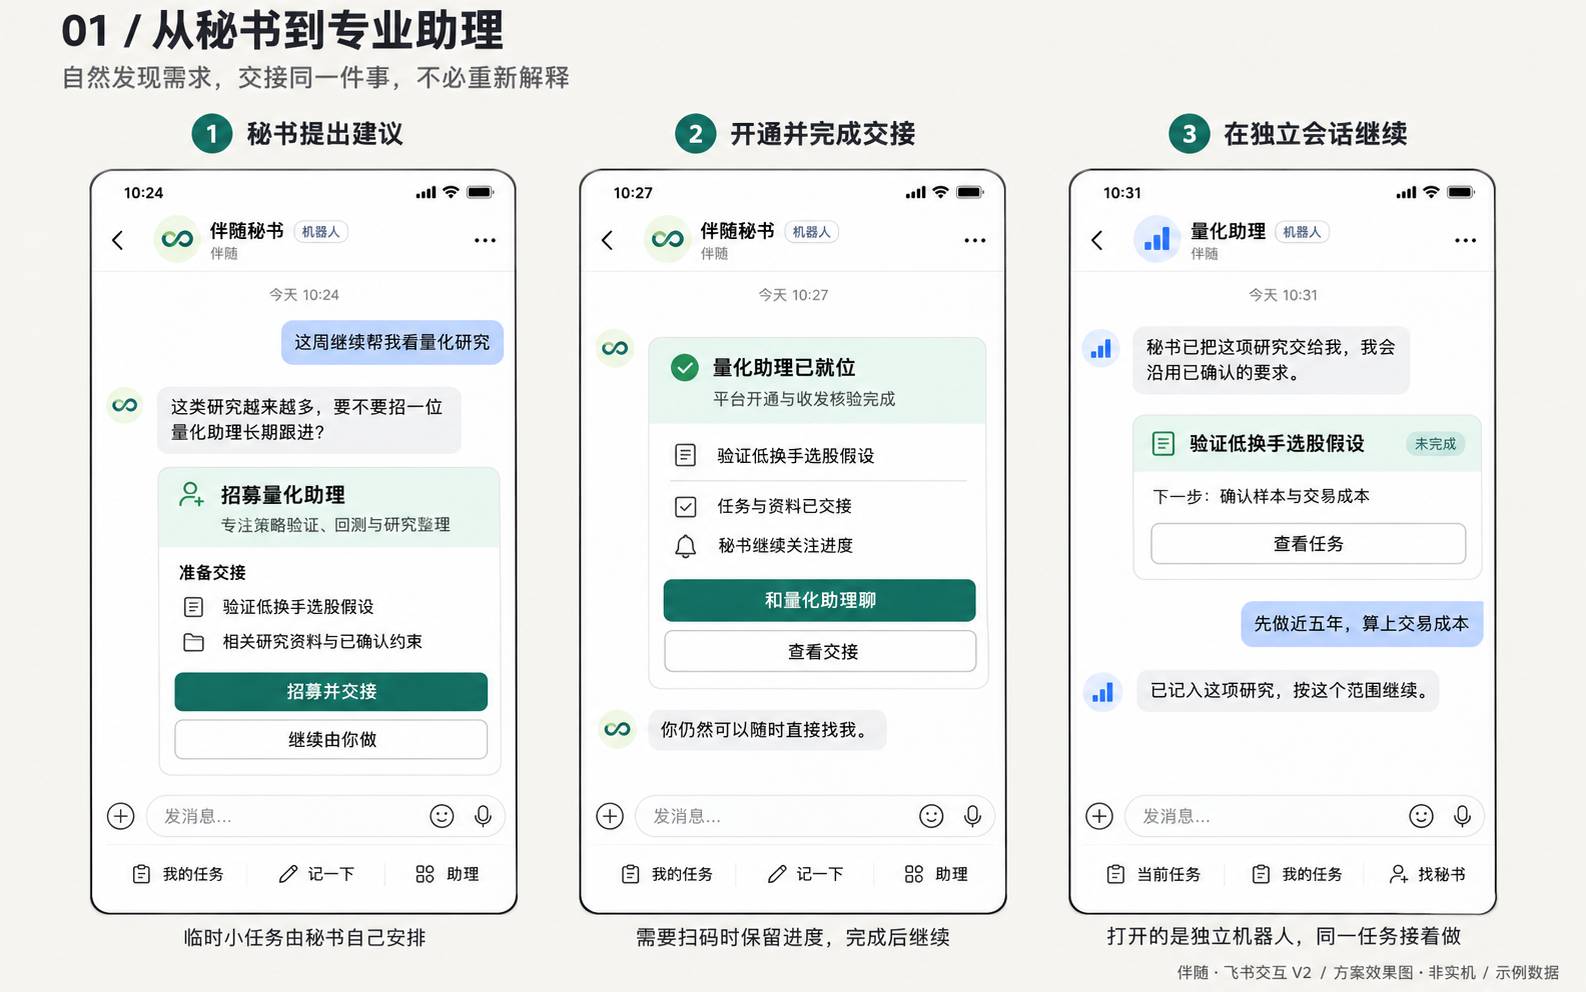 01 / 从秘书到专业助理
自然发现需求，交接同一件事，不必重新解释
1 秘书提出建议
10:24
伴随秘书 机器人
伴随
今天 10:24
这周继续帮我看量化研究
这类研究越来越多，要不要招一位
量化助理长期跟进？
招募量化助理
专注策略验证、回测与研究整理
准备交接
验证低换手选股假设
相关研究资料与已确认约束
招募并交接
继续由你做
发消息...
我的任务 记一下 助理
临时小任务由秘书自己安排
2 开通并完成交接
10:27
伴随秘书 机器人
伴随
今天 10:27
量化助理已就位
平台开通与收发核验完成
验证低换手选股假设
任务与资料已交接
秘书继续关注进度
和量化助理聊
查看交接
你仍然可以随时直接找我。
发消息...
我的任务 记一下 助理
需要扫码时保留进度，完成后继续
3 在独立会话继续
10:31
量化助理 机器人
伴随
今天 10:31
秘书已把这项研究交给我，我会
沿用已确认的要求。
验证低换手选股假设 未完成
下一步：确认样本与交易成本
查看任务
先做近五年，算上交易成本
已记入这项研究，按这个范围继续。
发消息...
当前任务 我的任务 找秘书
打开的是独立机器人，同一任务接着做
伴随 · 飞书交互 V2 / 方案效果图 · 非实机 / 示例数据